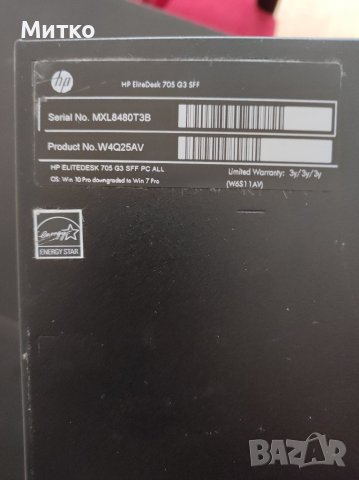 Митко
hp
HP EliteDesk 705 G3 SFF
Serial No. MXL8480T3B
Product No. W4Q25AV
HP ELITEDESK 705 G3 SFF PC ALL
OS: Win 10 Pro downgraded to Win 7 Pro
Limited Warranty: 3y/3y/3y
(W6S11AV)
energy
ENERGY STAR
BAZAR